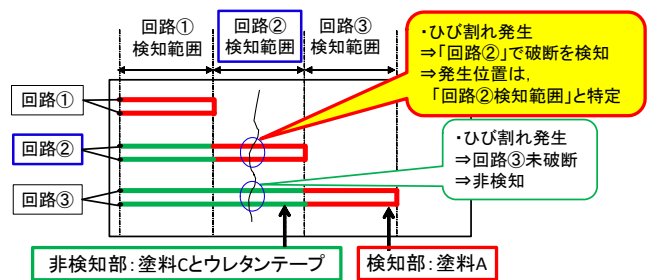 回路①
検知範囲
回路②
検知範囲
回路③
検知範囲
・ひび割れ発生
⇒「回路②」で破断を検知
⇒発生位置は,
「回路②検知範囲」と特定
回路①
回路②
回路③
・ひび割れ発生
⇒回路③未破断
⇒非検知
非検知部:塗料Cとウレタンテープ
検知部:塗料A